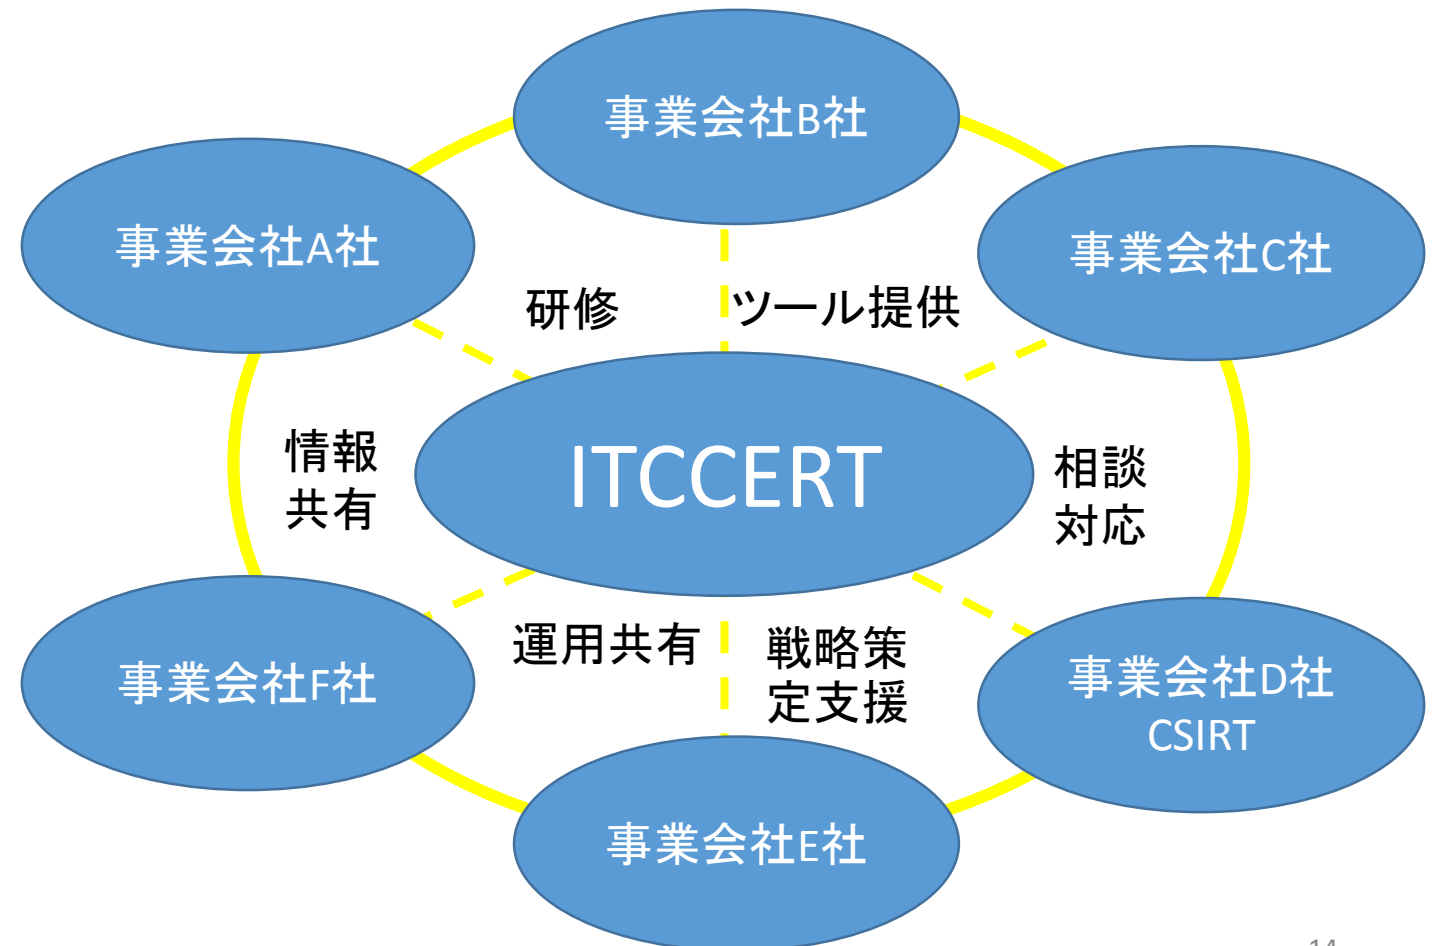 事業会社B社
事業会社A社
事業会社C社
研修
ツール提供
情報
共有
ITCCERT
相談
対応
運用共有
戦略策
定支援
事業会社F社
事業会社D社
CSIRT
事業会社E社
14